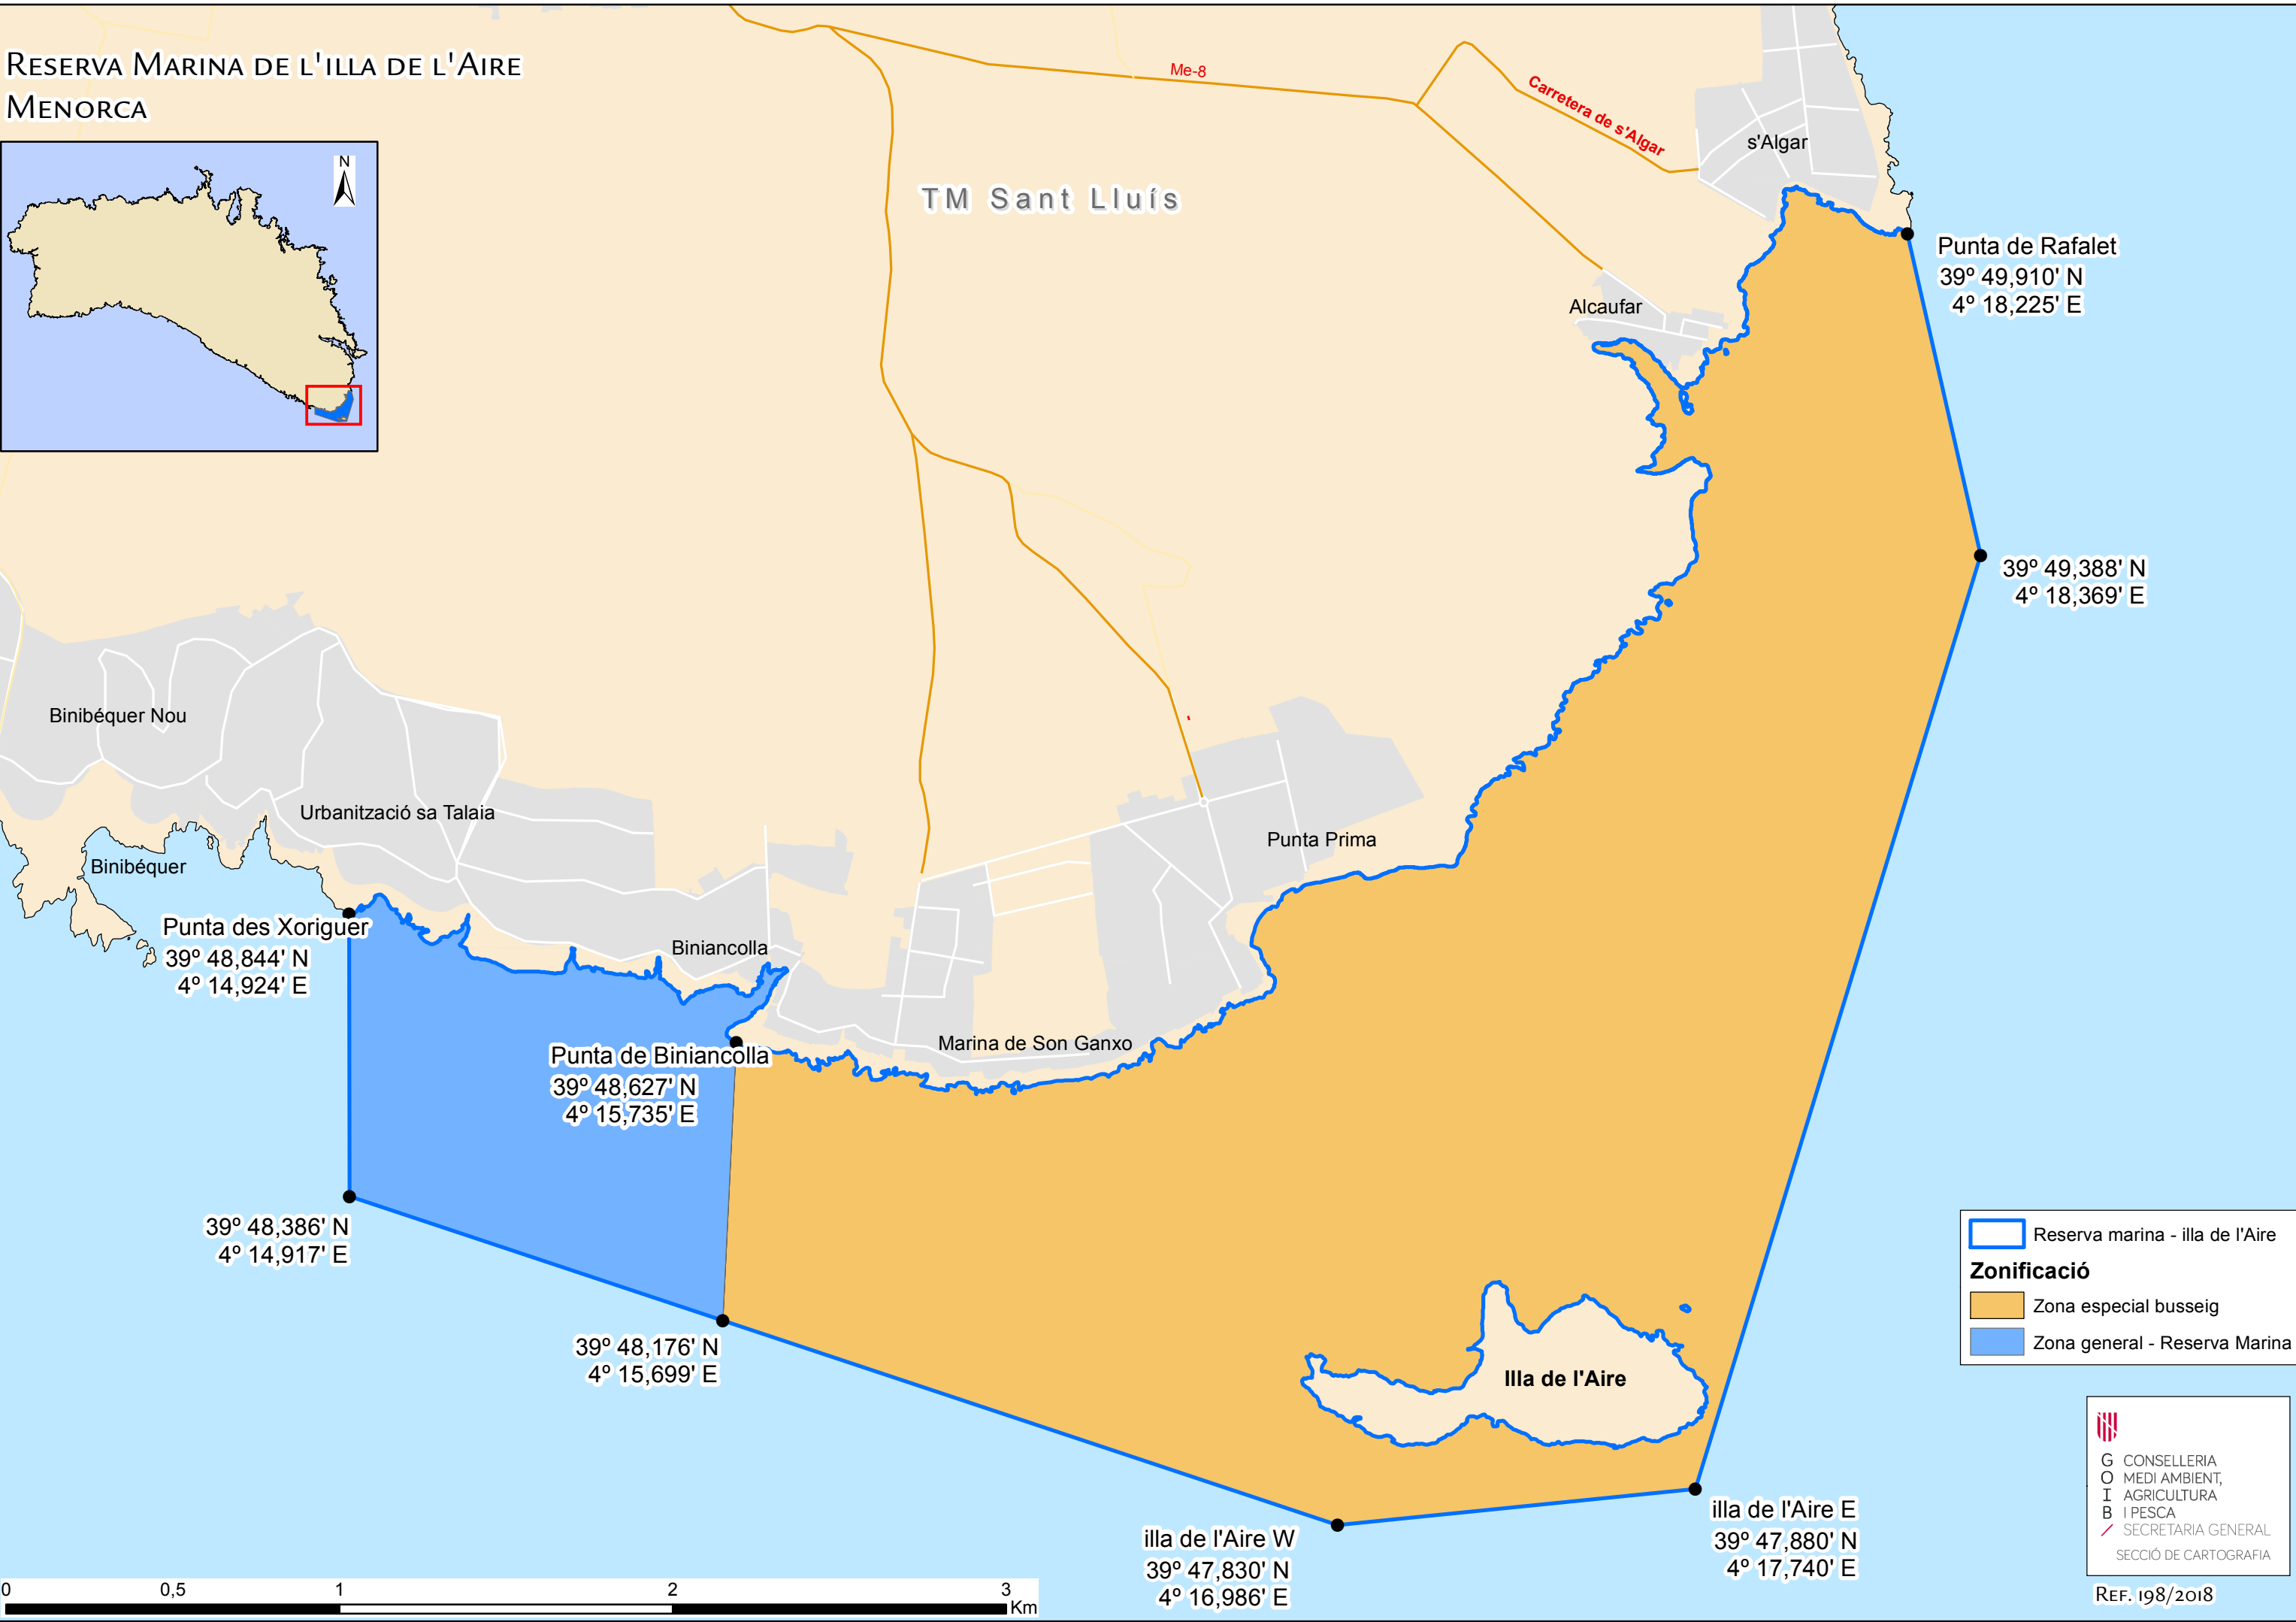 Reserva Marina de l'illa de l'Aire
Menorca
N
Me-8
Carretera de s'Algar
s'Algar
TM Sant Lluís
Punta de Rafalet
39º 49,910' N
4º 18,225' E
Alcaufar
39º 49,388' N
4º 18,369' E
Binibéquer Nou
Urbanització sa Talaia
Punta Prima
Binibéquer
Punta des Xoriguer
39º 48,844' N
4º 14,924' E
Biniancolla
Marina de Son Ganxo
Punta de Biniancolla
39º 48,627' N
4º 15,735' E
39º 48,386' N
4º 14,917' E
39º 48,176' N
4º 15,699' E
Illa de l'Aire
illa de l'Aire W
39º 47,830' N
4º 16,986' E
illa de l'Aire E
39º 47,880' N
4º 17,740' E
Reserva marina - illa de l'Aire
Zonificació
Zona especial busseig
Zona general - Reserva Marina
G CONSELLERIA
O MEDI AMBIENT,
I AGRICULTURA
B I PESCA
/ SECRETARIA GENERAL
SECCIÓ DE CARTOGRAFIA
Ref. 198/2018
0 0,5 1 2 3
Km